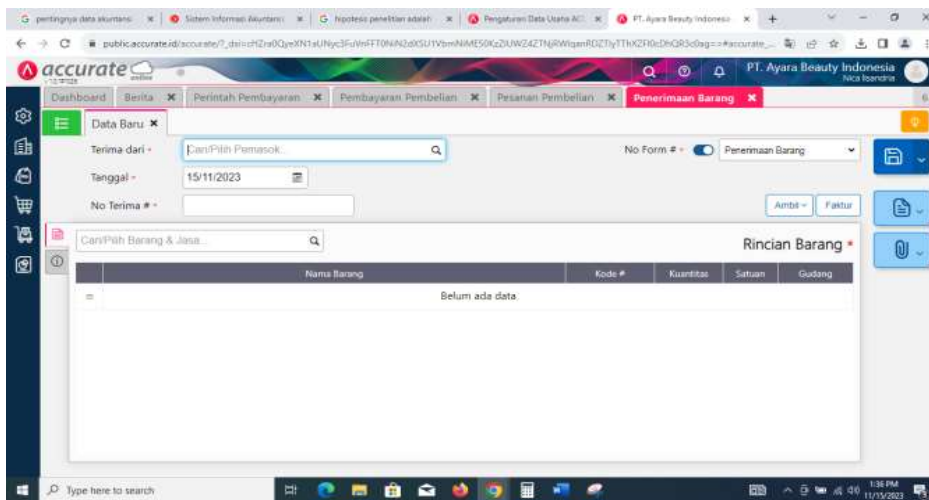 pentingnya data akuntansi
Sistem Informasi Akuntansi
hipotesis penelitian adalah
Pengaturan Data Usaha AC
PT. Ayara Beauty Indonesia
accurate online
PT. Ayara Beauty Indonesia
Nica Isandria
Dashboard
Berita
Perintah Pembayaran
Pembayaran Pembelian
Pesanan Pembelian
Penerimaan Barang
Data Baru
Terima dari *
Cari/Pilih Pemasok...
No Form # *
Penerimaan Barang
Tanggal *
15/11/2023
No Terima # *
Ambil
Faktur
Cari/Pilih Barang & Jasa...
Rincian Barang *
Nama Barang
Kode #
Kuantitas
Satuan
Gudang
Belum ada data
Type here to search
1:36 PM
11/15/2023